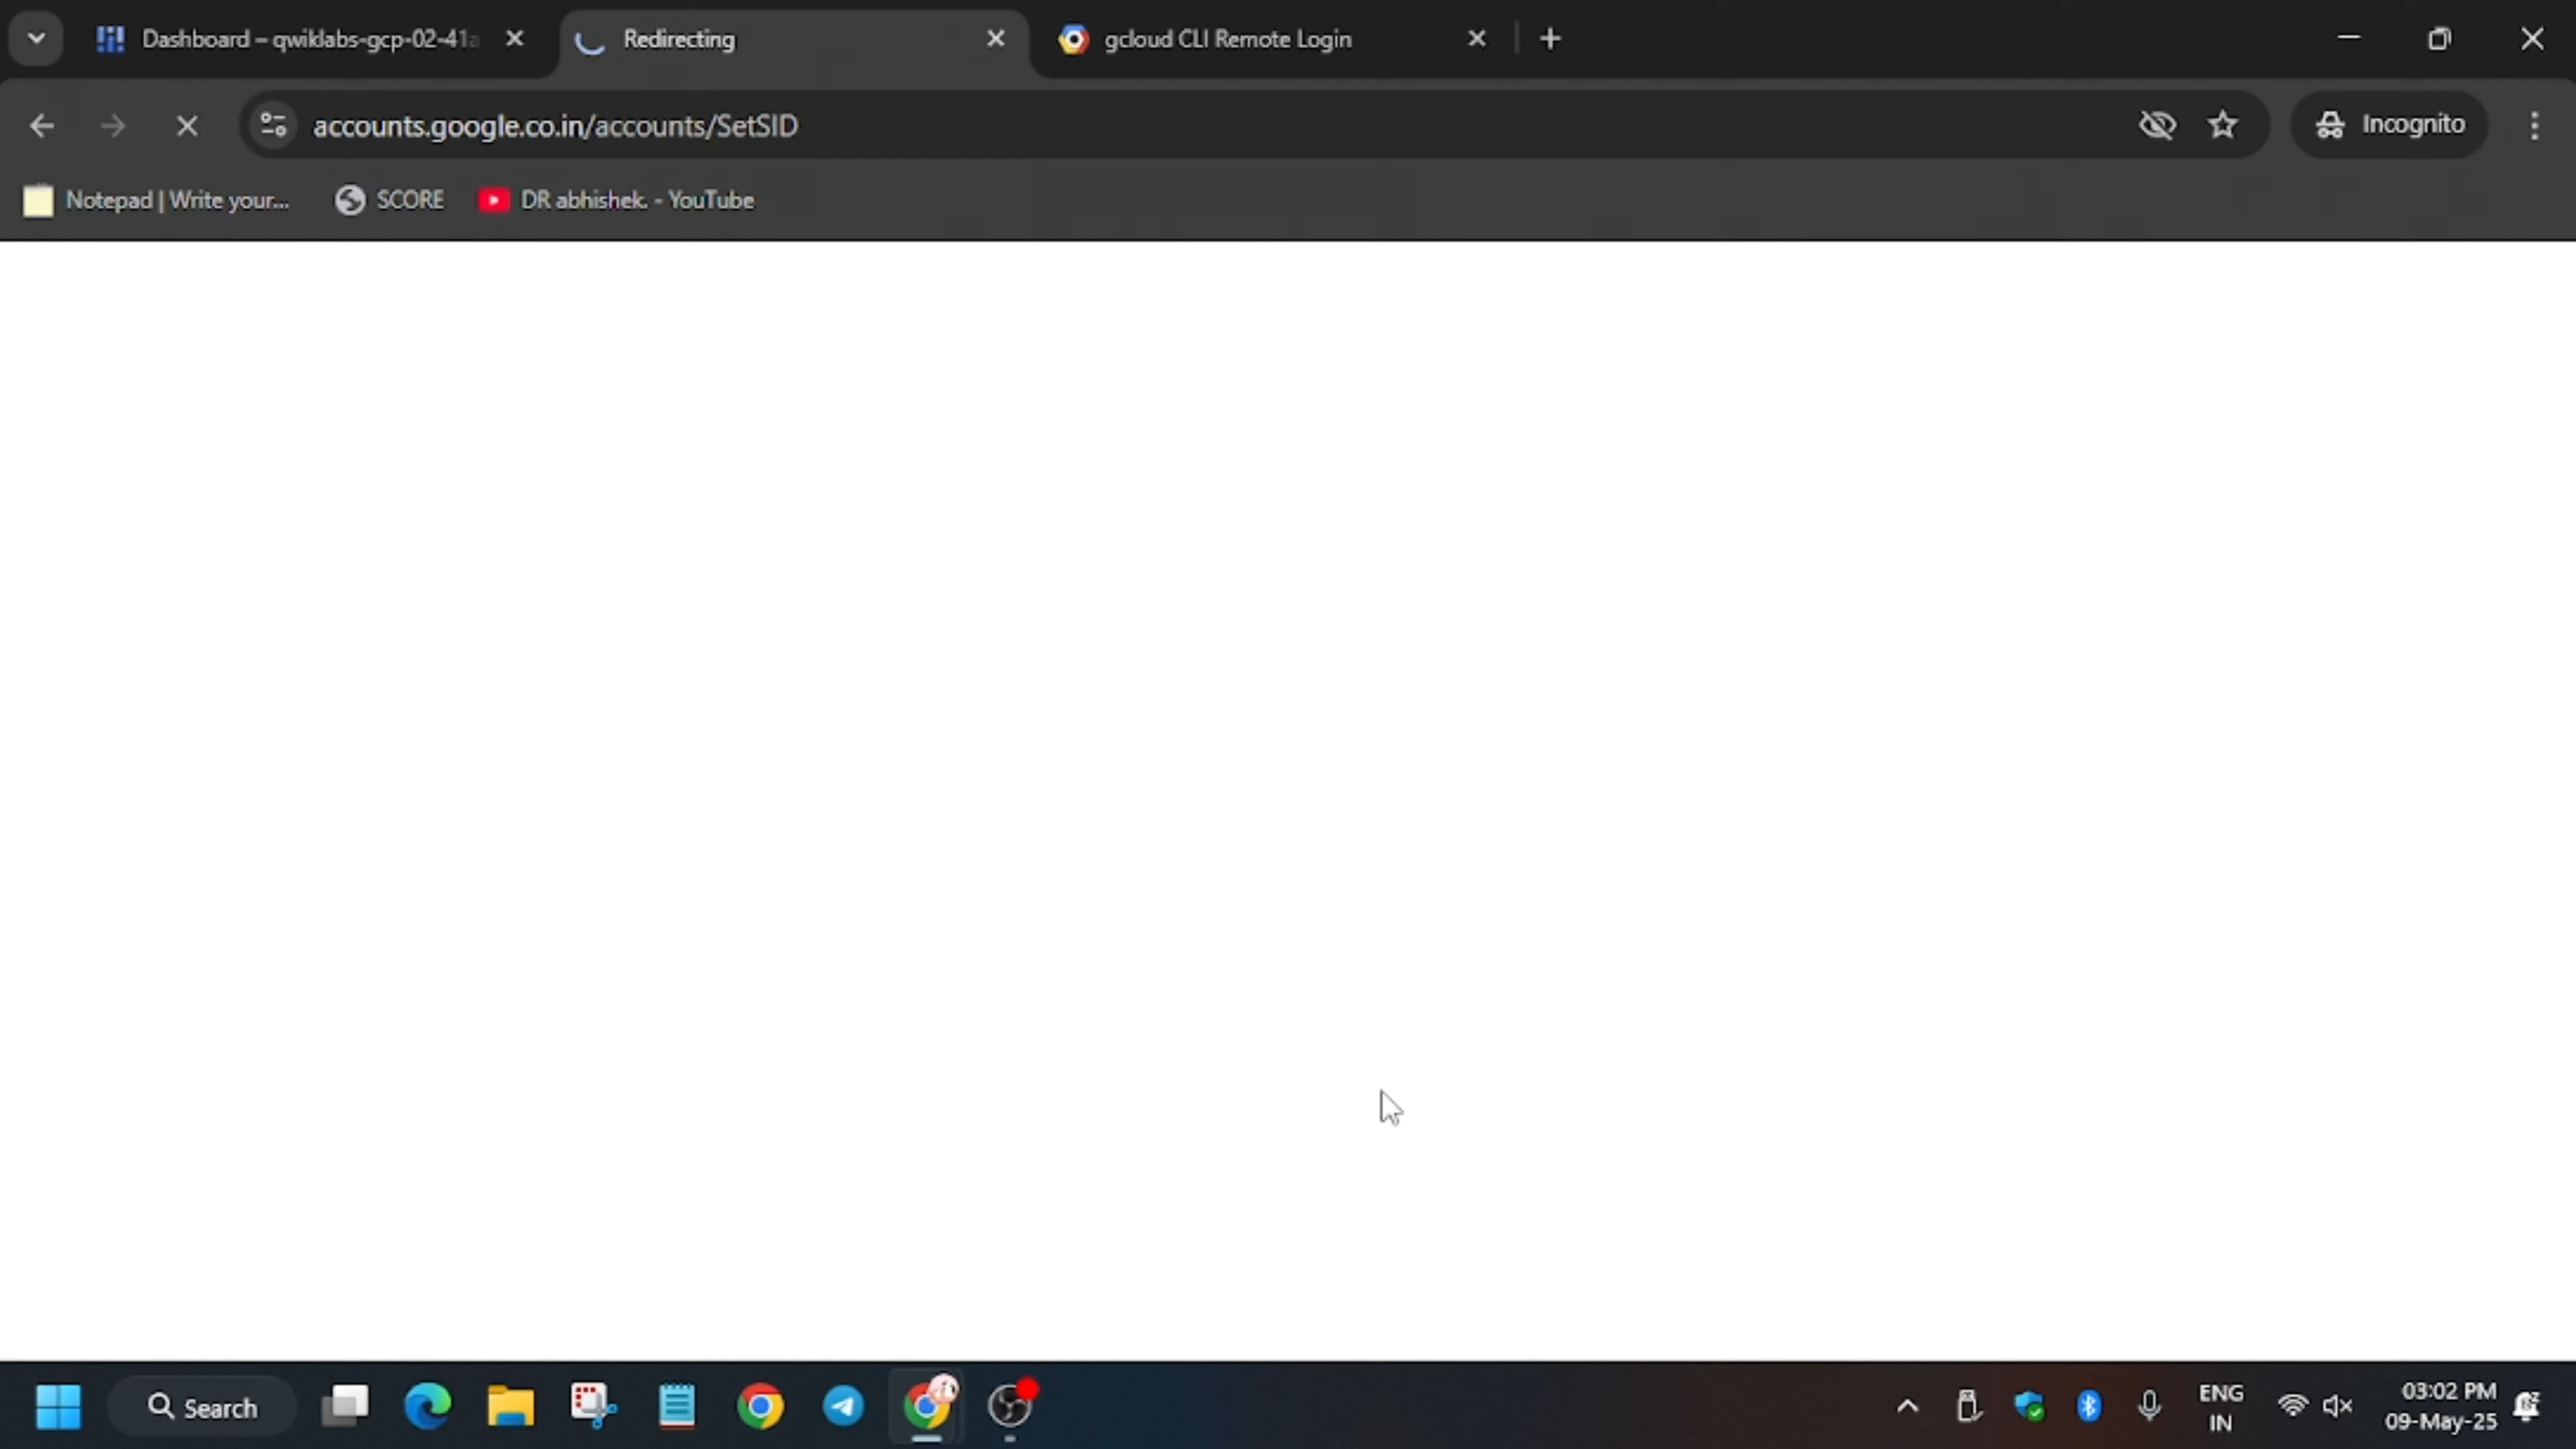 Dashboard – qwiklabs-gcp-02-41a
Redirecting
gcloud CLI Remote Login
accounts.google.co.in/accounts/SetSID
Incognito
Notepad | Write your...
SCORE
DR abhishek. - YouTube
Search
ENG
IN
03:02 PM
09-May-25